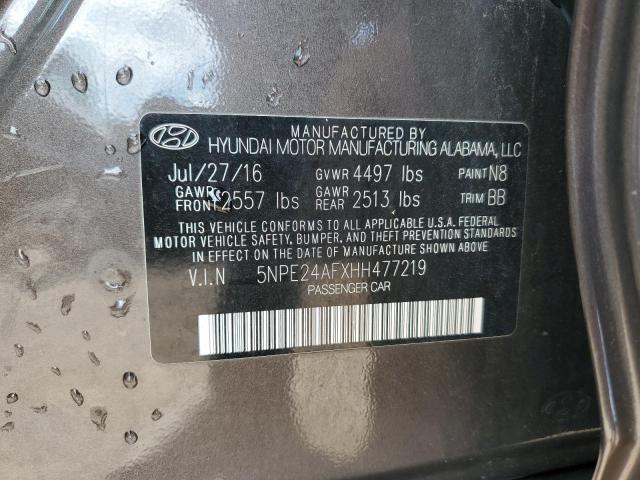 MANUFACTURED BY
HYUNDAI MOTOR MANUFACTURING ALABAMA, LLC
Jul/27/16 GVWR 4497 lbs PAINT N8
GAWR FRONT 2557 lbs GAWR REAR 2513 lbs TRIM BB
THIS VEHICLE CONFORMS TO ALL APPLICABLE U.S.A. FEDERAL
MOTOR VEHICLE SAFETY, BUMPER, AND THEFT PREVENTION
STANDARDS IN EFFECT ON THE DATE OF MANUFACTURE SHOWN ABOVE.
V.I.N 5NPE24AFXHH477219
PASSENGER CAR